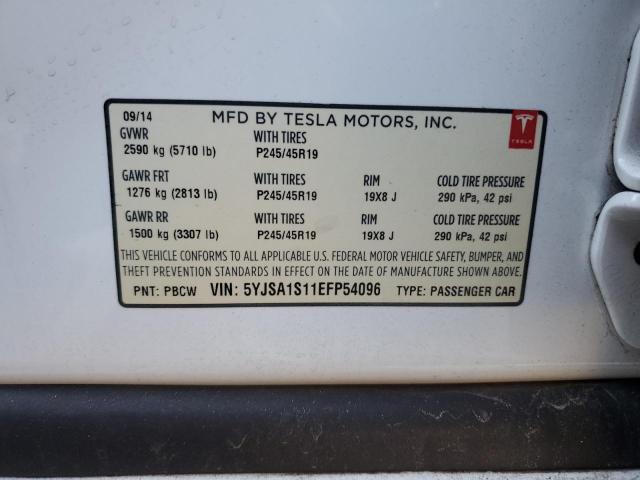 09/14 MFD BY TESLA MOTORS, INC.
GVWR WITH TIRES
2590 kg (5710 lb) P245/45R19
TESLA
GAWR FRT WITH TIRES RIM COLD TIRE PRESSURE
1276 kg (2813 lb) P245/45R19 19X8 J 290 kPa, 42 psi
GAWR RR WITH TIRES RIM COLD TIRE PRESSURE
1500 kg (3307 lb) P245/45R19 19X8 J 290 kPa, 42 psi
THIS VEHICLE CONFORMS TO ALL APPLICABLE U.S. FEDERAL MOTOR VEHICLE SAFETY, BUMPER, AND
THEFT PREVENTION STANDARDS IN EFFECT ON THE DATE OF MANUFACTURE SHOWN ABOVE.
PNT: PBCW VIN: 5YJSA1S11EFP54096 TYPE: PASSENGER CAR